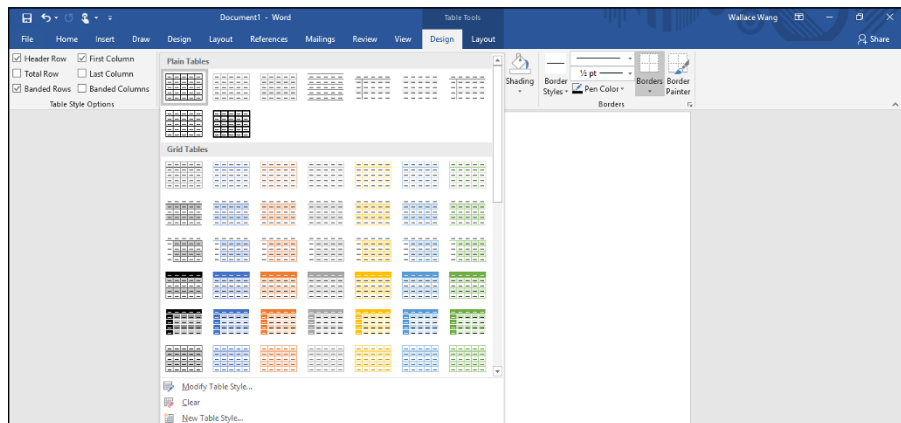 Document1 - Word
Table Tools
Wallace Wang
File Home Insert Draw Design Layout References Mailings Review View Design Layout
Share
Header Row First Column
Total Row Last Column
Banded Rows Banded Columns
Table Style Options
Plain Tables
Grid Tables
Modify Table Style...
Clear
New Table Style...
Shading
Border
Styles
½ pt
Pen Color
Borders
Border
Painter
Borders